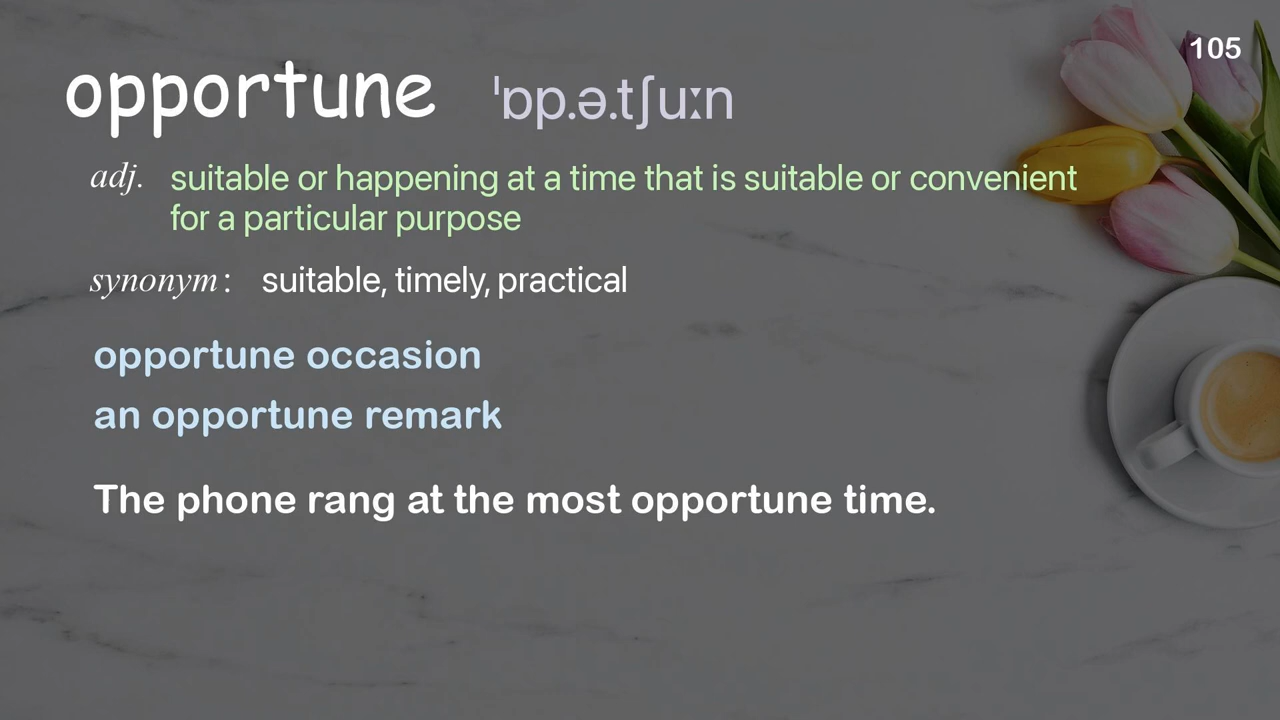 105
opportune ˈɒp.ə.tʃuːn
adj. suitable or happening at a time that is suitable or convenient
for a particular purpose
synonym: suitable, timely, practical
opportune occasion
an opportune remark
The phone rang at the most opportune time.